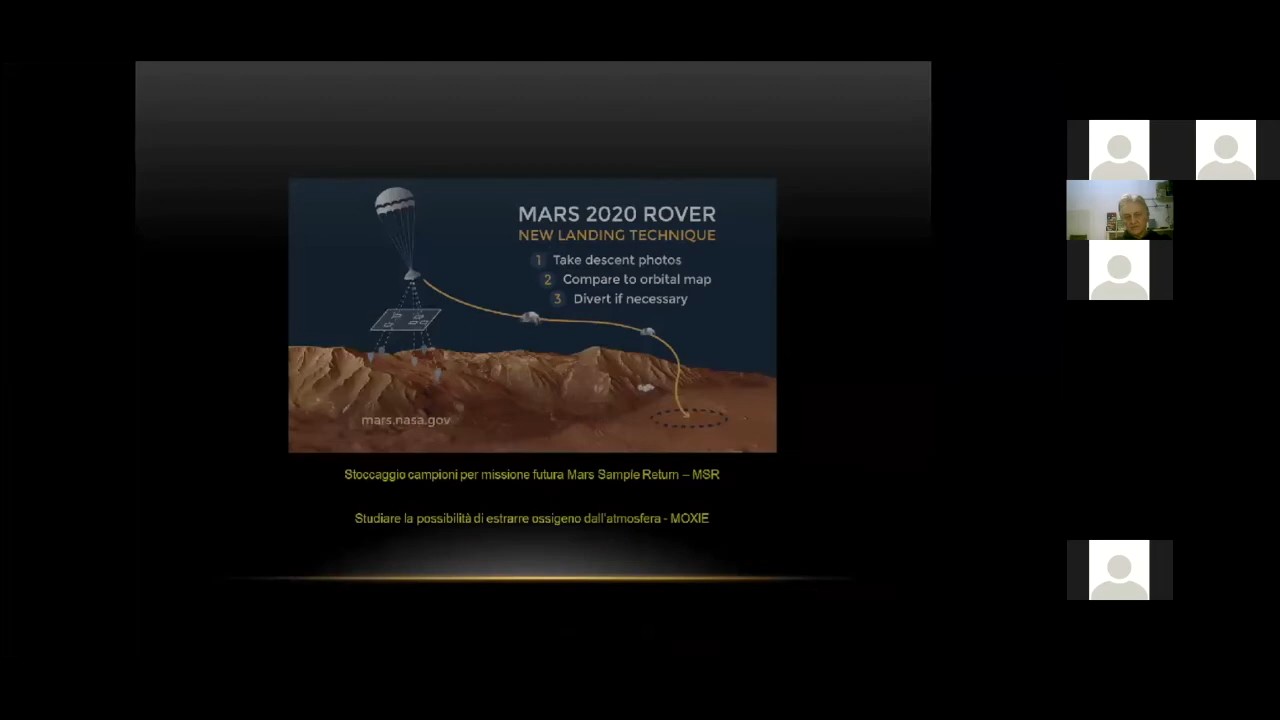 MARS 2020 ROVER
NEW LANDING TECHNIQUE
1 Take descent photos
2 Compare to orbital map
3 Divert if necessary
mars.nasa.gov
Stoccaggio campioni per missione futura Mars Sample Return – MSR
Studiare la possibilità di estrarre ossigeno dall'atmosfera - MOXIE